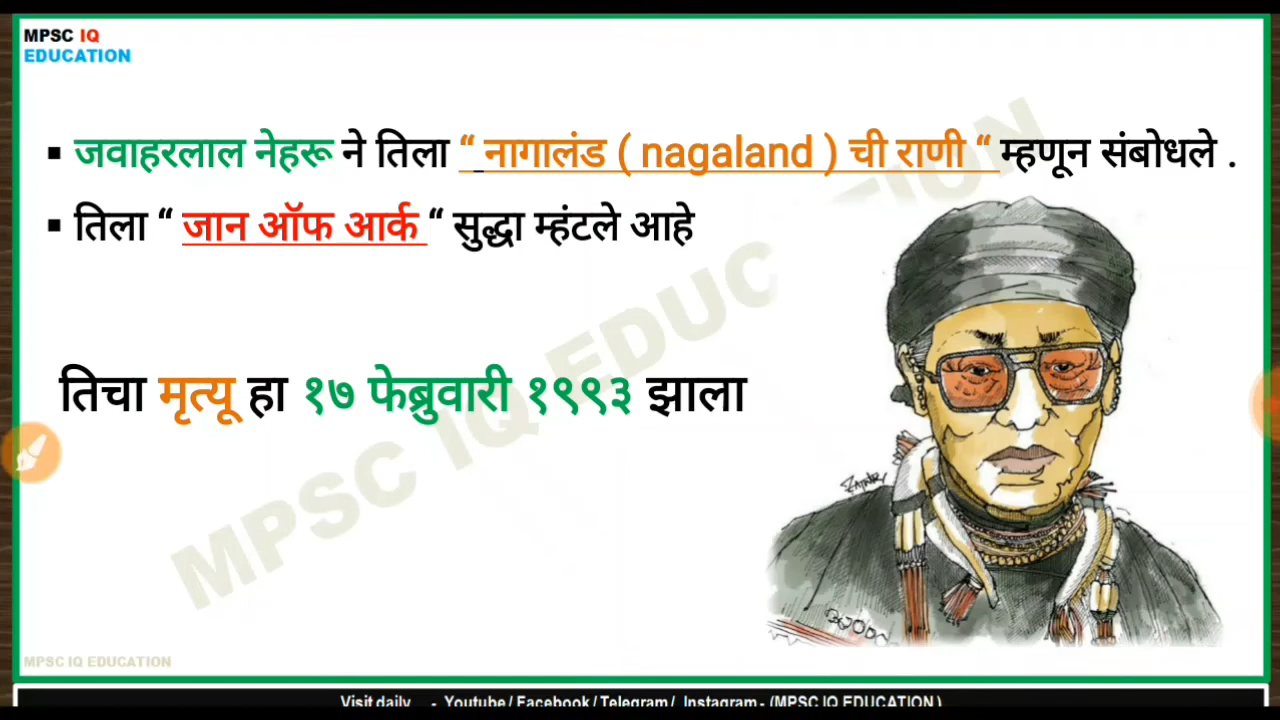 MPSC IQ
EDUCATION
▪ जवाहरलाल नेहरू ने तिला “ नागालंड ( nagaland ) ची राणी “ म्हणून संबोधले .
▪ तिला “ जान ऑफ आर्क “ सुद्धा म्हंटले आहे
तिचा मृत्यू हा १७ फेब्रुवारी १९९३ झाला
MPSC IQ EDUCATION
MPSC IQ EDUCATION
Visit daily - Youtube / Facebook / Telegram / Instagram - (MPSC IQ EDUCATION )